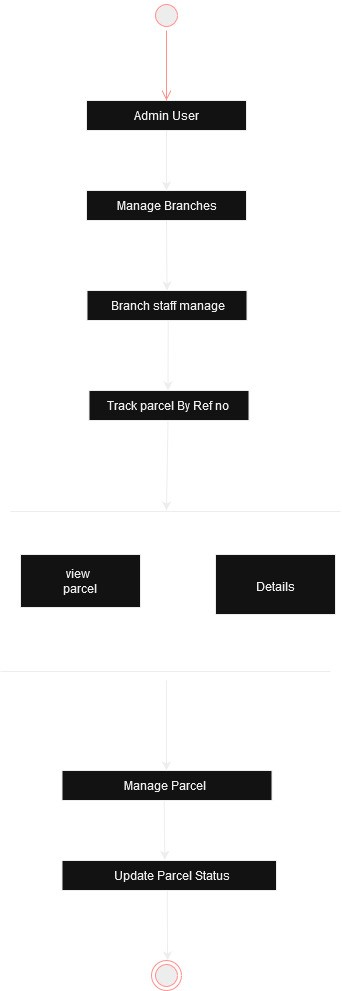 Admin User
Manage Branches
Branch staff manage
Track parcel By Ref no
view
parcel
Details
Manage Parcel
Update Parcel Status